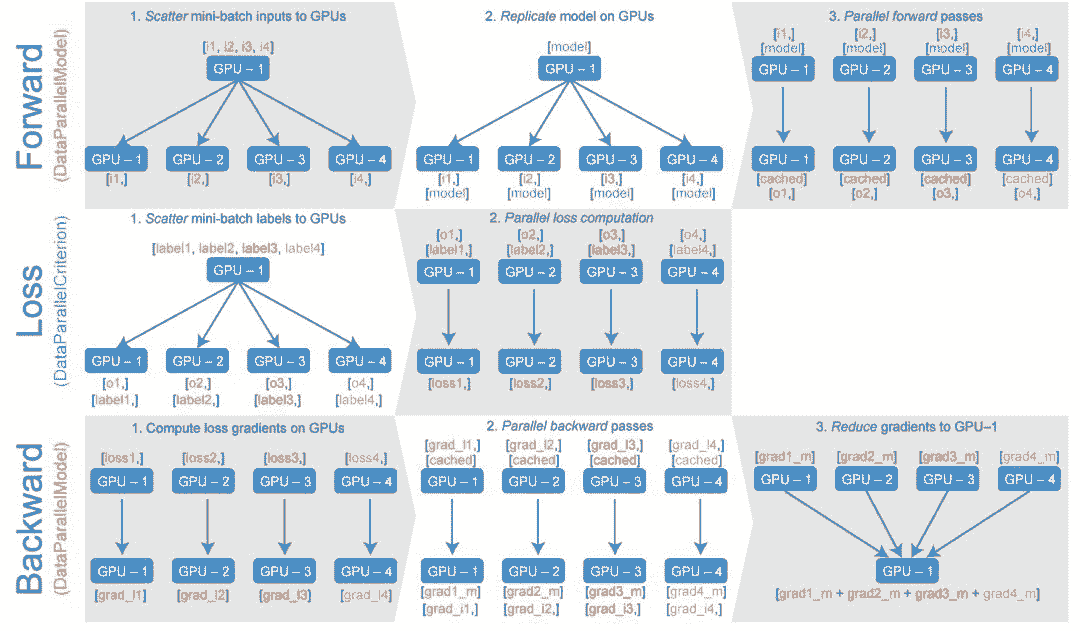 Forward
(DataParallelModel)
1. Scatter mini-batch inputs to GPUs
[i1, i2, i3, i4]
GPU – 1
GPU – 1 GPU – 2 GPU – 3 GPU – 4
[i1,] [i2,] [i3,] [i4,]
2. Replicate model on GPUs
[model]
GPU – 1
GPU – 1 GPU – 2 GPU – 3 GPU – 4
[i1,] [i2,] [i3,] [i4,]
[model] [model] [model] [model]
3. Parallel forward passes
[i1,] [i2,] [i3,] [i4,]
[model] [model] [model] [model]
GPU – 1 GPU – 2 GPU – 3 GPU – 4
GPU – 1 GPU – 2 GPU – 3 GPU – 4
[cached] [cached] [cached] [cached]
[o1,] [o2,] [o3,] [o4,]
Loss
(DataParallelCriterion)
1. Scatter mini-batch labels to GPUs
[label1, label2, label3, label4]
GPU – 1
GPU – 1 GPU – 2 GPU – 3 GPU – 4
[o1,] [o2,] [o3,] [o4,]
[label1,] [label2,] [label3,] [label4,]
2. Parallel loss computation
[o1,] [o2,] [o3,] [o4,]
[label1,] [label2,] [label3,] [label4,]
GPU – 1 GPU – 2 GPU – 3 GPU – 4
GPU – 1 GPU – 2 GPU – 3 GPU – 4
[loss1,] [loss2,] [loss3,] [loss4,]
Backward
(DataParallelModel)
1. Compute loss gradients on GPUs
[loss1,] [loss2,] [loss3,] [loss4,]
GPU – 1 GPU – 2 GPU – 3 GPU – 4
GPU – 1 GPU – 2 GPU – 3 GPU – 4
[grad_l1] [grad_l2] [grad_l3] [grad_l4]
2. Parallel backward passes
[grad_l1,] [grad_l2,] [grad_l3,] [grad_l4,]
[cached] [cached] [cached] [cached]
GPU – 1 GPU – 2 GPU – 3 GPU – 4
GPU – 1 GPU – 2 GPU – 3 GPU – 4
[grad1_m] [grad2_m] [grad3_m] [grad4_m]
[grad_i1,] [grad_i2,] [grad_i3,] [grad_i4,]
3. Reduce gradients to GPU–1
[grad1_m] [grad2_m] [grad3_m] [grad4_m]
GPU – 1 GPU – 2 GPU – 3 GPU – 4
GPU – 1
[grad1_m + grad2_m + grad3_m + grad4_m]